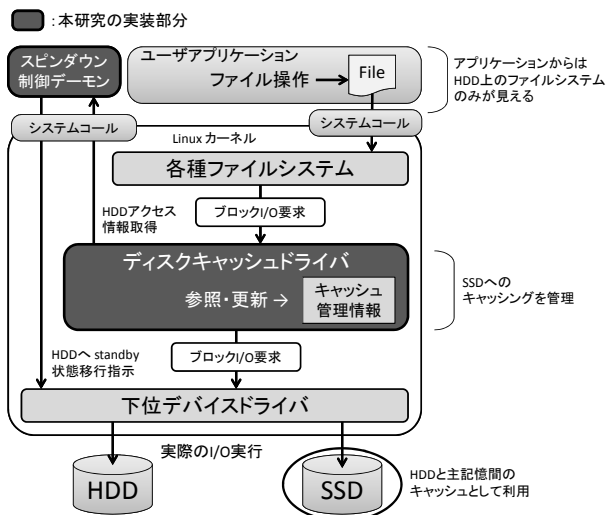 ：本研究の実装部分
スピンダウン
制御デーモン
ユーザアプリケーション
ファイル操作
File
アプリケーションからは
HDD上のファイルシステム
のみが見える
システムコール
システムコール
Linux カーネル
各種ファイルシステム
HDDアクセス
情報取得
ブロックI/O要求
ディスクキャッシュドライバ
参照・更新→
キャッシュ
管理情報
SSDへの
キャッシングを管理
HDDへ standby
状態移行指示
ブロックI/O要求
下位デバイスドライバ
実際のI/O実行
HDD
SSD
HDDと主記憶間の
キャッシュとして利用